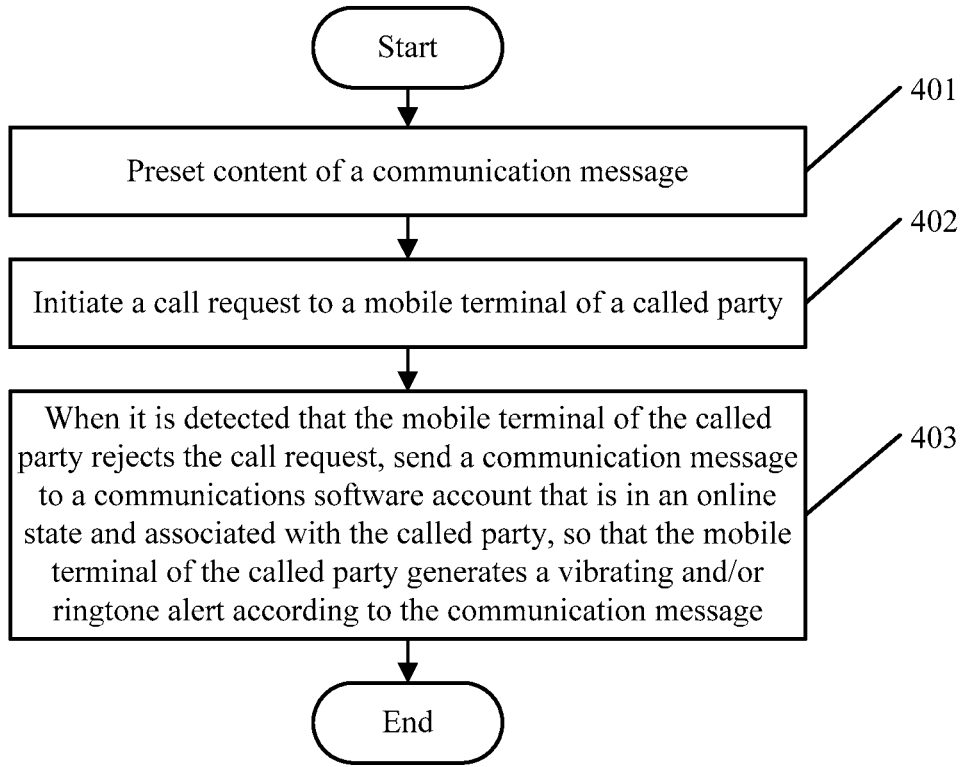 Start
401
Preset content of a communication message
402
Initiate a call request to a mobile terminal of a called party
403
When it is detected that the mobile terminal of the called
party rejects the call request, send a communication message
to a communications software account that is in an online
state and associated with the called party, so that the mobile
terminal of the called party generates a vibrating and/or
ringtone alert according to the communication message
End